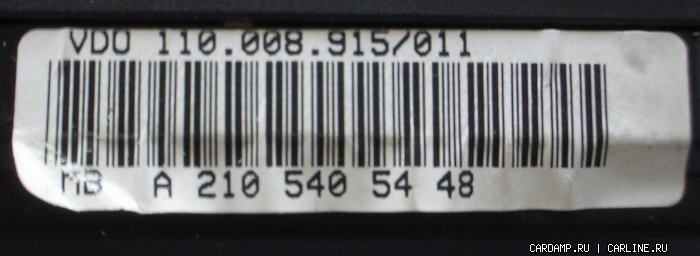 VDO 110.008.915/011
MB A 210 540 54 48
CARDAMP.RU | CARLINE.RU